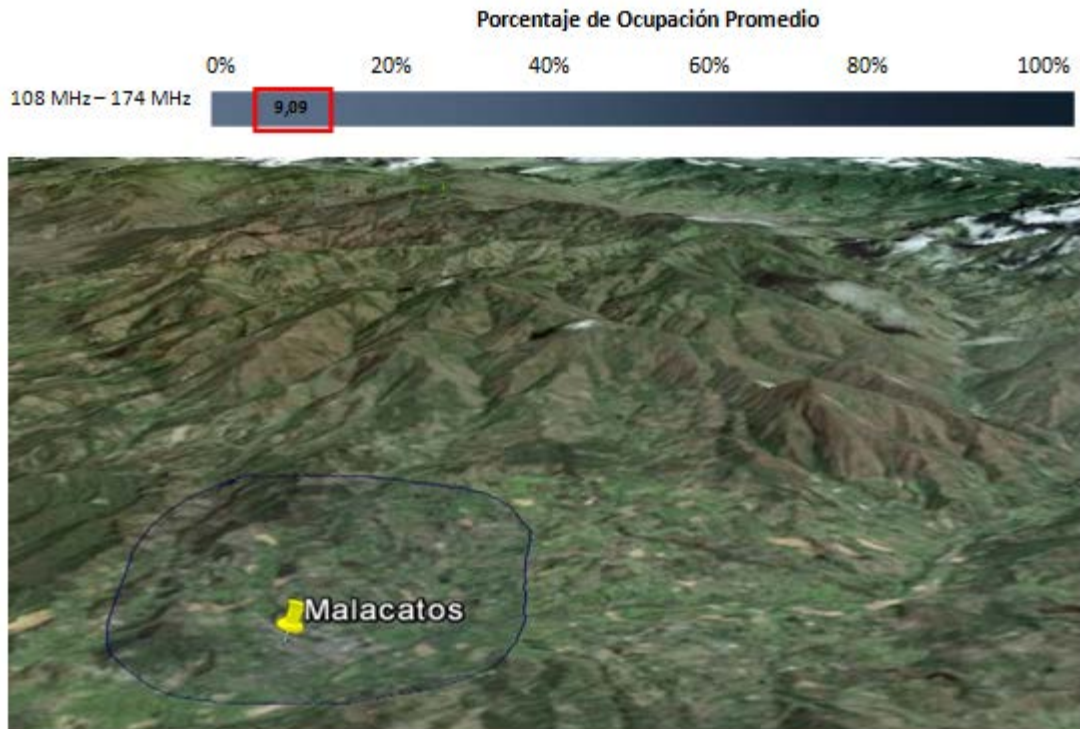 Porcentaje de Ocupación Promedio
0% 20% 40% 60% 80% 100%
108 MHz – 174 MHz 9,09
Malacatos